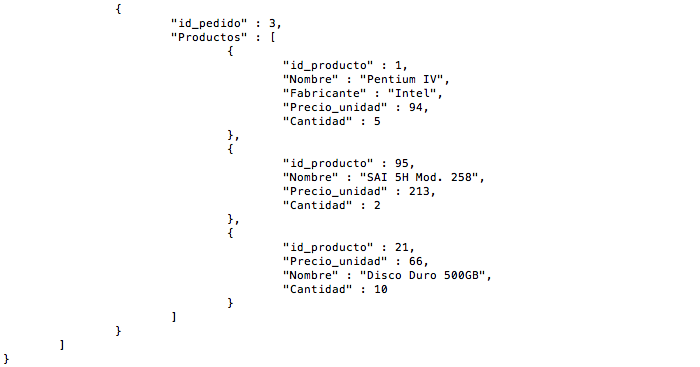 {
"id_pedido" : 3,
"Productos" : [
{
"id_producto" : 1,
"Nombre" : "Pentium IV",
"Fabricante" : "Intel",
"Precio_unidad" : 94,
"Cantidad" : 5
},
{
"id_producto" : 95,
"Nombre" : "SAI 5H Mod. 258",
"Precio_unidad" : 213,
"Cantidad" : 2
},
{
"id_producto" : 21,
"Precio_unidad" : 66,
"Nombre" : "Disco Duro 500GB",
"Cantidad" : 10
}
]
}
]
}